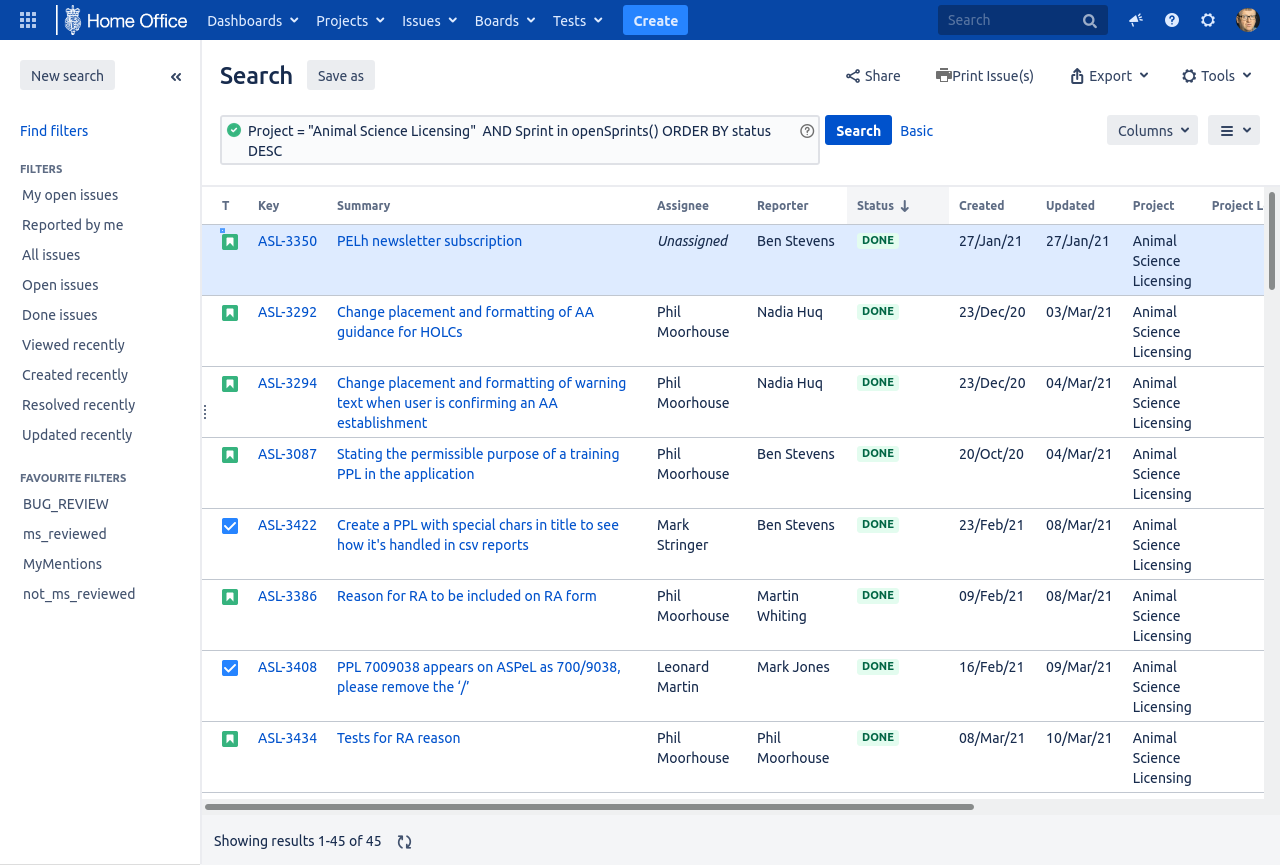 Home Office Dashboards Projects Issues Boards Tests Create Search
New search
Find filters
FILTERS
My open issues
Reported by me
All issues
Open issues
Done issues
Viewed recently
Created recently
Resolved recently
Updated recently
FAVOURITE FILTERS
BUG_REVIEW
ms_reviewed
MyMentions
not_ms_reviewed
Search Save as Share Print Issue(s) Export Tools
Project = "Animal Science Licensing"  AND Sprint in openSprints() ORDER BY status
DESC
Search Basic Columns
T Key Summary Assignee Reporter Status Created Updated Project Project L
ASL-3350 PELh newsletter subscription Unassigned Ben Stevens DONE 27/Jan/21 27/Jan/21 Animal
Science
Licensing
ASL-3292 Change placement and formatting of AA Phil Nadia Huq DONE 23/Dec/20 03/Mar/21 Animal
guidance for HOLCs Moorhouse Science
Licensing
ASL-3294 Change placement and formatting of warning Phil Nadia Huq DONE 23/Dec/20 04/Mar/21 Animal
text when user is confirming an AA Moorhouse Science
establishment Licensing
ASL-3087 Stating the permissible purpose of a training Phil Ben Stevens DONE 20/Oct/20 04/Mar/21 Animal
PPL in the application Moorhouse Science
Licensing
ASL-3422 Create a PPL with special chars in title to see Mark Ben Stevens DONE 23/Feb/21 08/Mar/21 Animal
how it's handled in csv reports Stringer Science
Licensing
ASL-3386 Reason for RA to be included on RA form Phil Martin DONE 09/Feb/21 08/Mar/21 Animal
Moorhouse Whiting Science
Licensing
ASL-3408 PPL 7009038 appears on ASPeL as 700/9038, Leonard Mark Jones DONE 16/Feb/21 09/Mar/21 Animal
please remove the ‘/’ Martin Science
Licensing
ASL-3434 Tests for RA reason Phil Phil DONE 08/Mar/21 10/Mar/21 Animal
Moorhouse Moorhouse Science
Licensing
Showing results 1-45 of 45